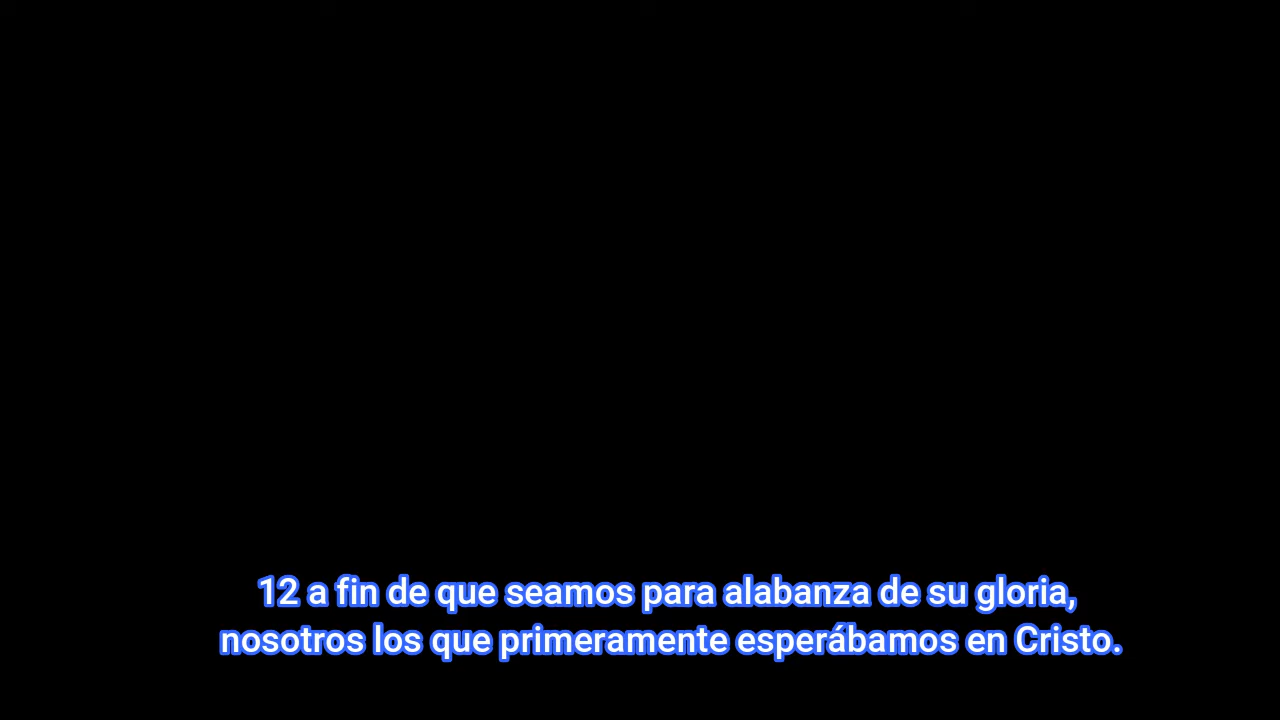 12 a fin de que seamos para alabanza de su gloria,
nosotros los que primeramente esperábamos en Cristo.